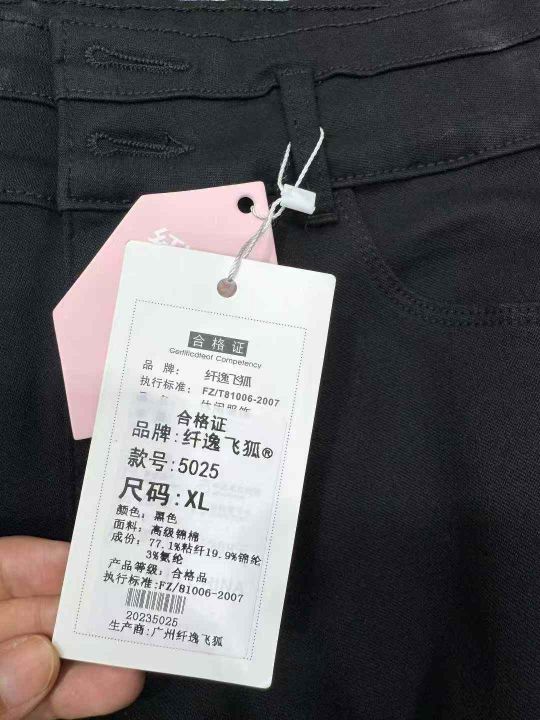 合格证
Certificateof Competency
品 牌: 纤逸飞狐
执行标准: FZ/T81006-2007
合格证
品牌:纤逸飞狐®
款号:5025
尺码:XL
颜色:黑色
面料:高级锦棉
成份:77.1%粘纤19.9%锦纶
3%氨纶
产品等级:合格品
执行标准:FZ/81006-2007
20235025
生产商:广州纤逸飞狐